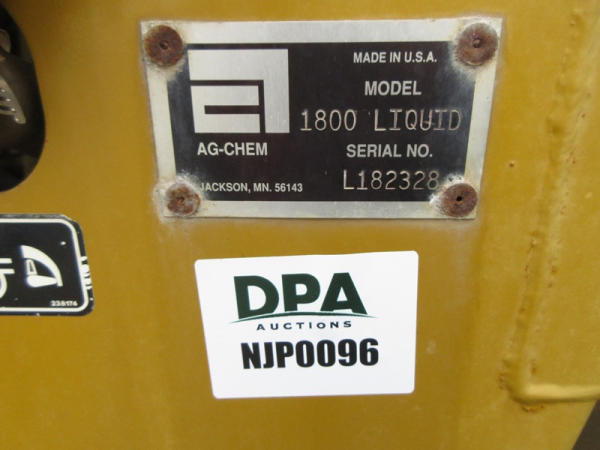 MADE IN U.S.A.
MODEL
1800 LIQUID
AG-CHEM
SERIAL NO.
JACKSON, MN. 56143
L182328
DPA
AUCTIONS
NJP0096